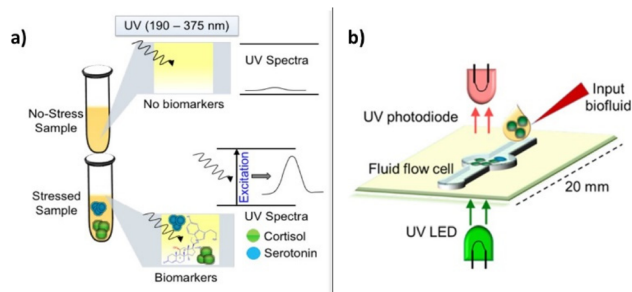 a)
UV (190 – 375 nm)
UV Spectra
No biomarkers
No-Stress
Sample
Stressed
Sample
Excitation
UV Spectra
Cortisol
Serotonin
Biomarkers
b)
Input
biofluid
UV photodiode
Fluid flow cell
20 mm
UV LED